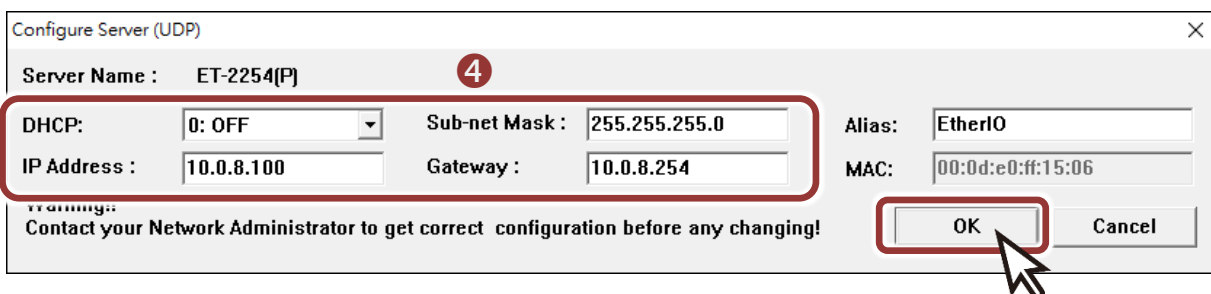 Configure Server (UDP)
Server Name : ET-2254(P) 4
DHCP: 0: OFF Sub-net Mask : 255.255.255.0 Alias: EtherIO
IP Address : 10.0.8.100 Gateway : 10.0.8.254 MAC: 00:0d:e0:ff:15:06
Warning!!
Contact your Network Administrator to get correct configuration before any changing!
OK Cancel